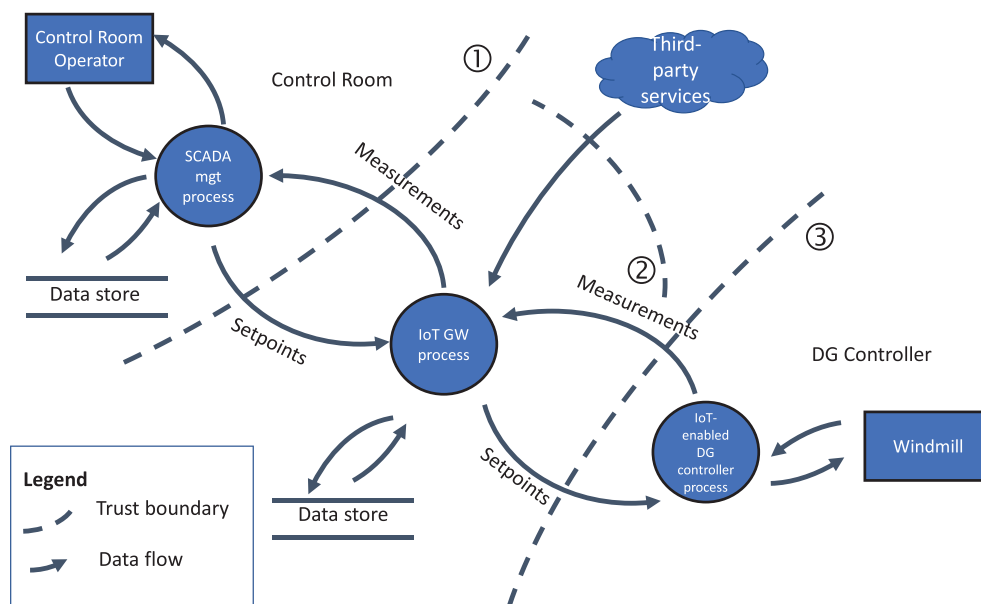 Control Room
Operator
①
Control Room
Third-
party
services
SCADA
mgt
process
Measurements
③
②
Data store
Setpoints
IoT GW
process
Measurements
DG Controller
IoT-
enabled
DG
controller
process
Windmill
Setpoints
Data store
Legend
Trust boundary
Data flow